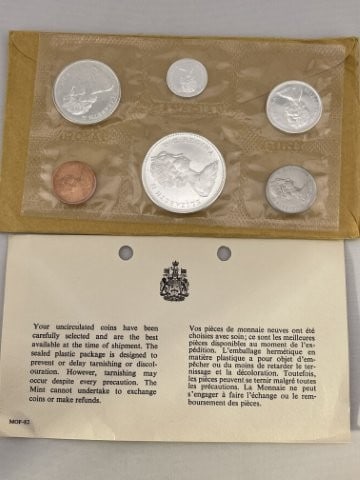 Your uncirculated coins have been
carefully selected and are the best
available at the time of shipment. The
sealed plastic package is designed to
prevent or delay tarnishing or discol-
ouration. However, tarnishing may
occur despite every precaution. The
Mint cannot undertake to exchange
coins or make refunds.
Vos pièces de monnaie neuves ont été
choisies avec soin; ce sont les meilleures
pièces disponibles au moment de l'ex-
pédition. L'emballage hermétique en
matière plastique a pour objet d'em-
pêcher ou du moins de retarder le ter-
nissage et la décoloration. Toutefois,
les pièces peuvent se ternir malgré toutes
les précautions. La Monnaie ne peut
s'engager à faire l'échange ou le rem-
boursement des pièces.